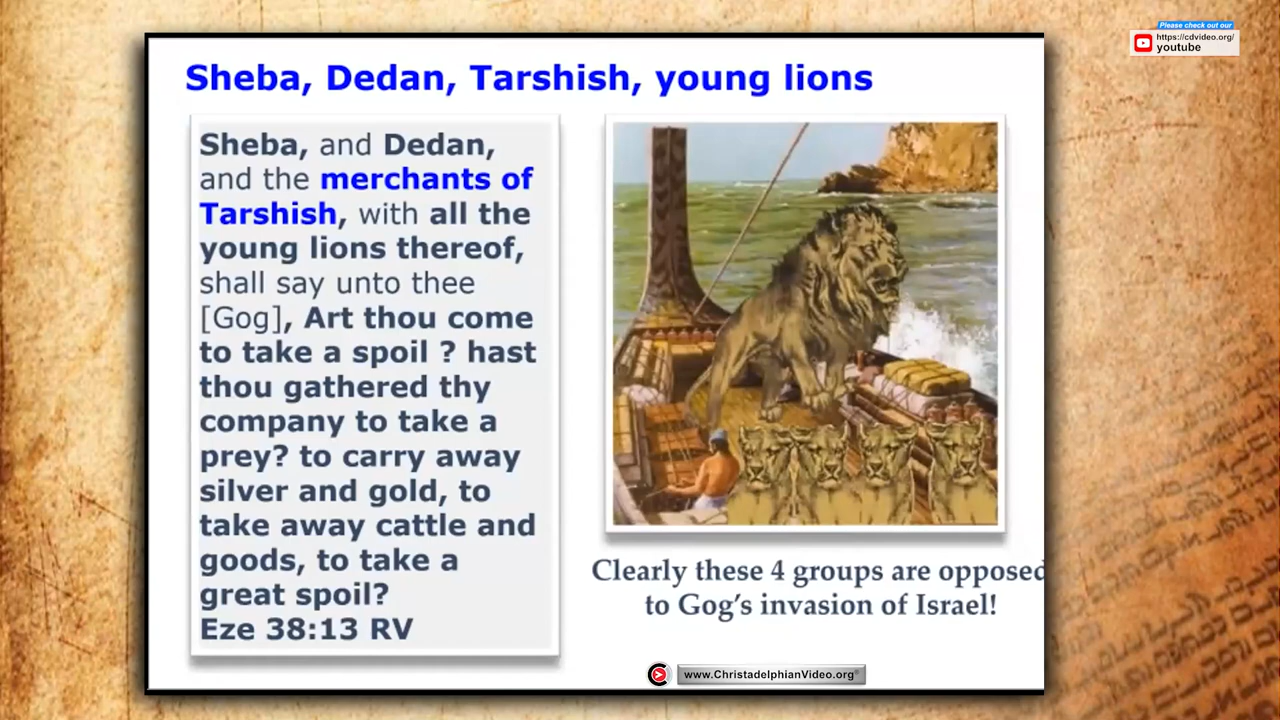 Please check out our
https://cdvideo.org/
youtube
Sheba, Dedan, Tarshish, young lions
Sheba, and Dedan,
and the merchants of
Tarshish, with all the
young lions thereof,
shall say unto thee
[Gog], Art thou come
to take a spoil ? hast
thou gathered thy
company to take a
prey? to carry away
silver and gold, to
take away cattle and
goods, to take a
great spoil?
Eze 38:13 RV
Clearly these 4 groups are opposed
to Gog's invasion of Israel!
www.ChristadelphianVideo.org®